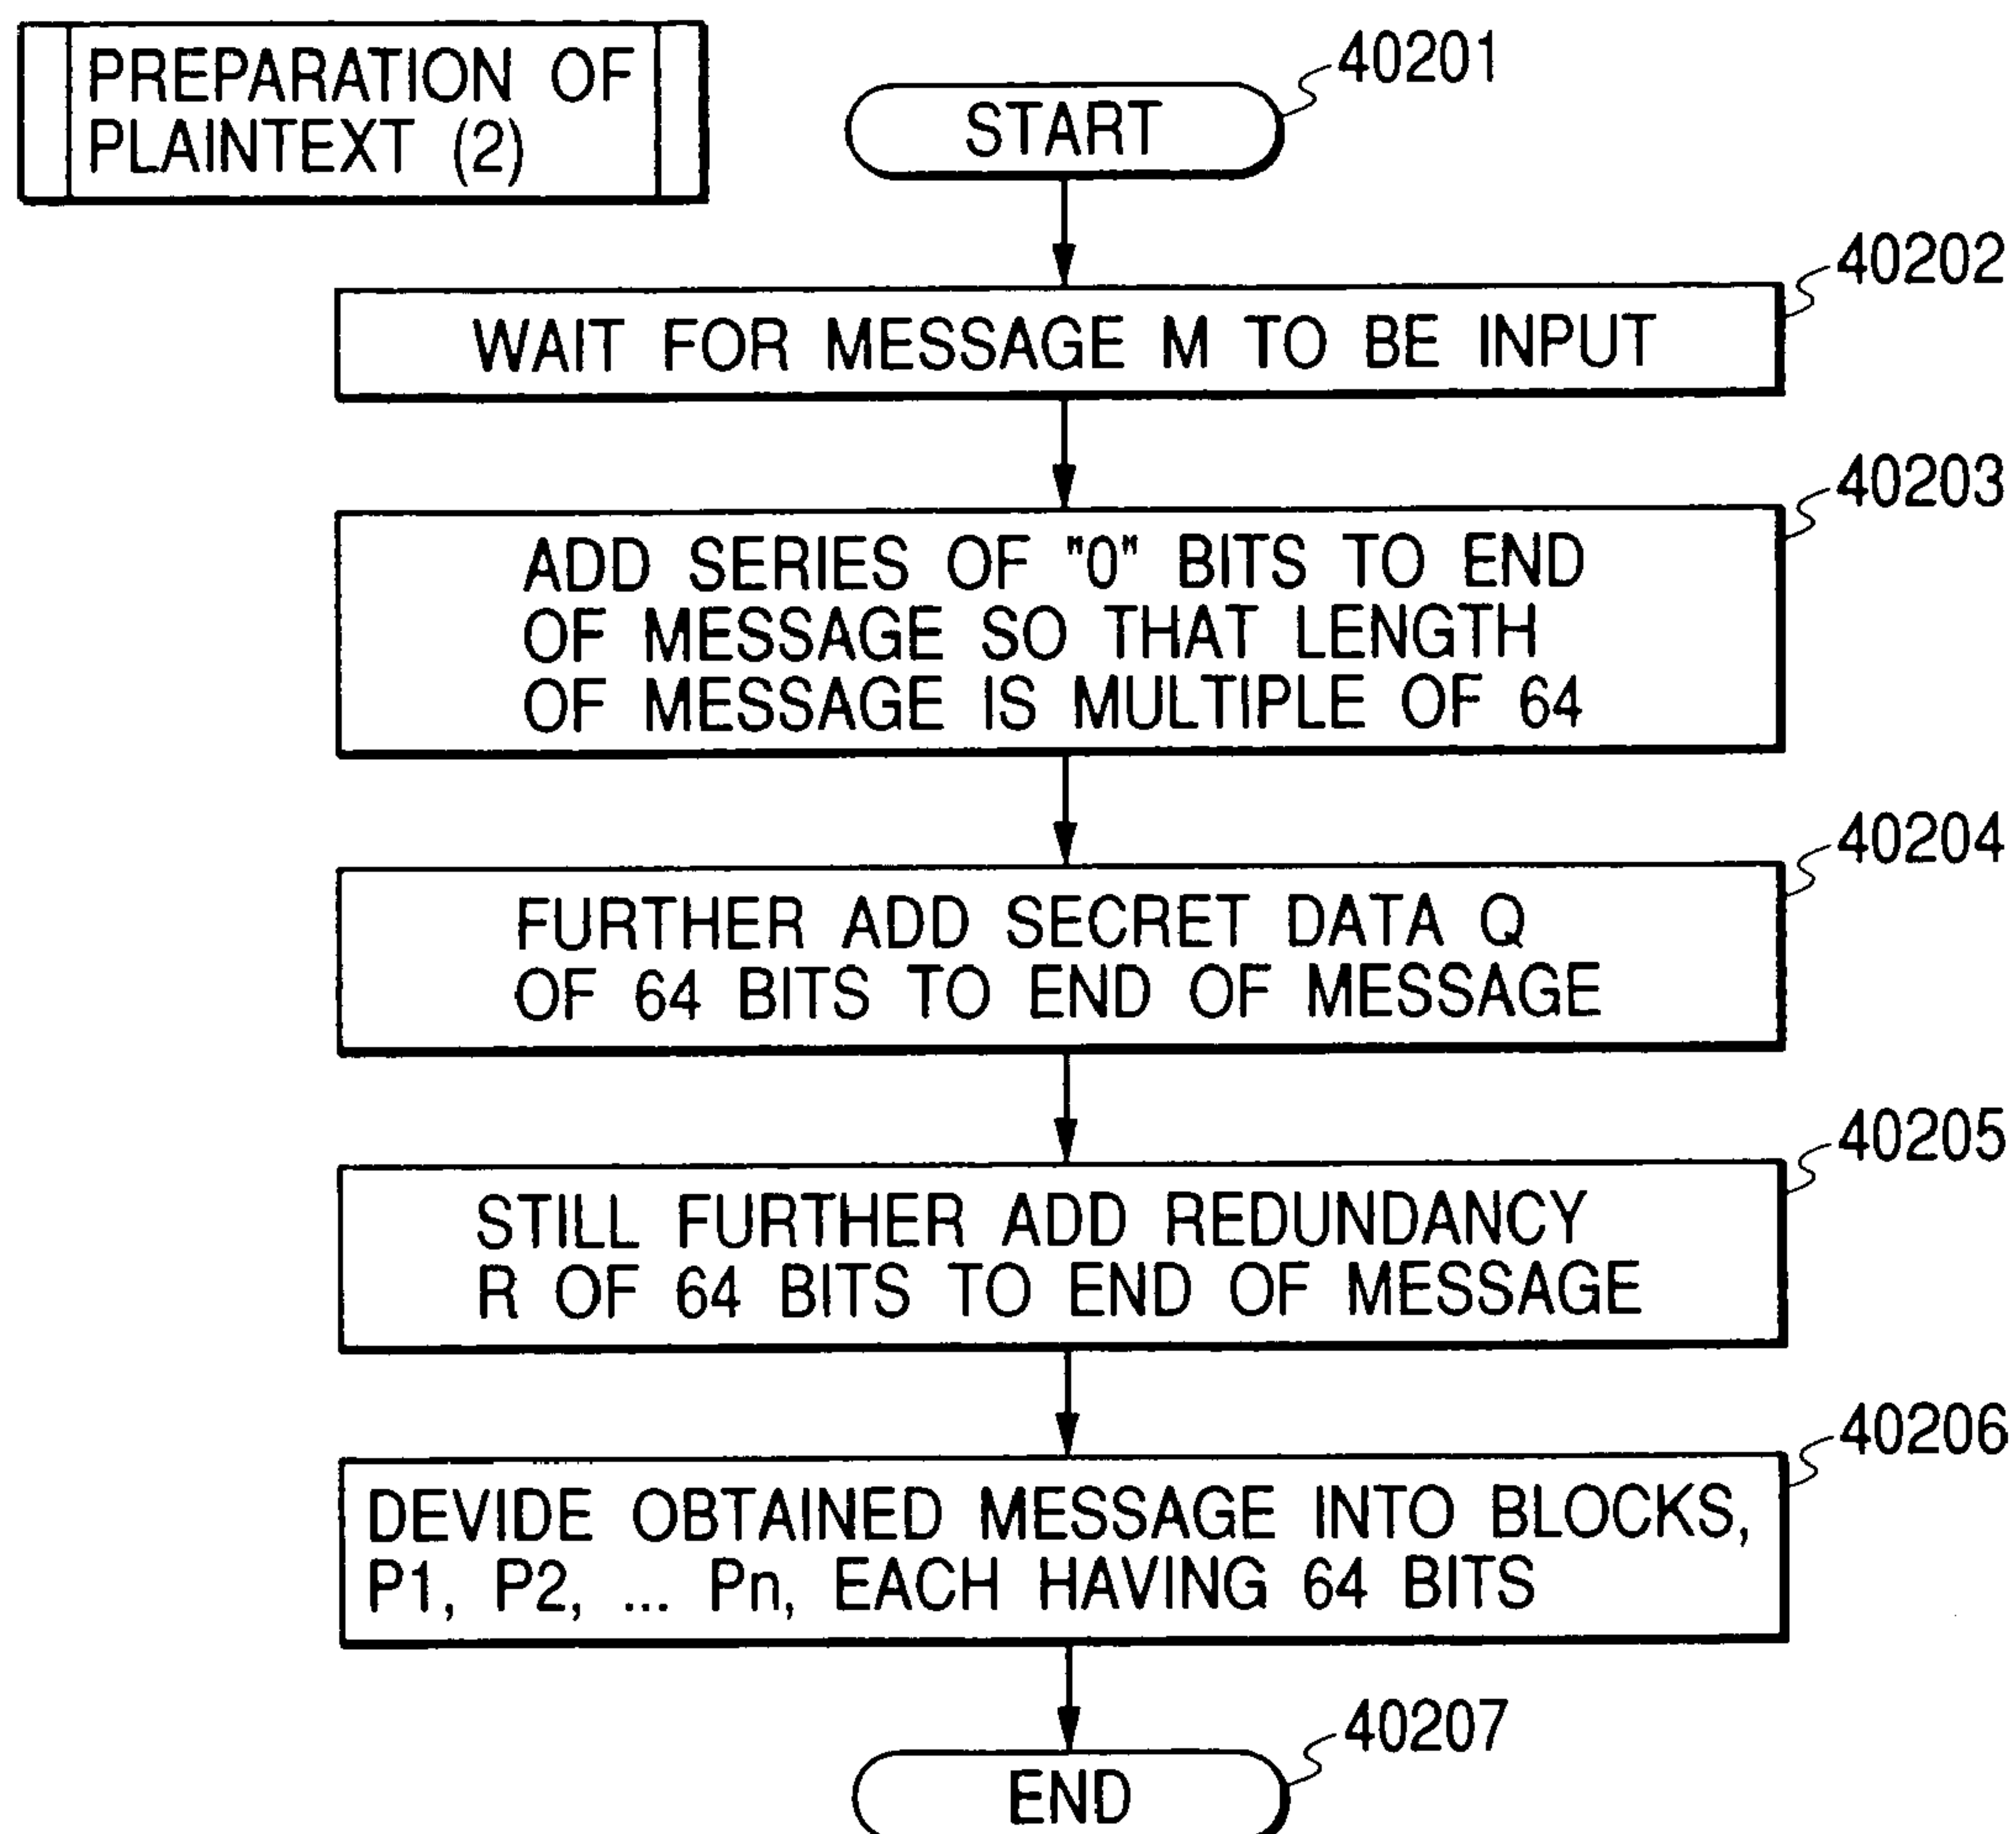 PREPARATION OF
PLAINTEXT (2)
START
40201
40202
WAIT FOR MESSAGE M TO BE INPUT
40203
ADD SERIES OF "0" BITS TO END
OF MESSAGE SO THAT LENGTH
OF MESSAGE IS MULTIPLE OF 64
40204
FURTHER ADD SECRET DATA Q
OF 64 BITS TO END OF MESSAGE
40205
STILL FURTHER ADD REDUNDANCY
R OF 64 BITS TO END OF MESSAGE
40206
DEVIDE OBTAINED MESSAGE INTO BLOCKS,
P1, P2, ... Pn, EACH HAVING 64 BITS
40207
END